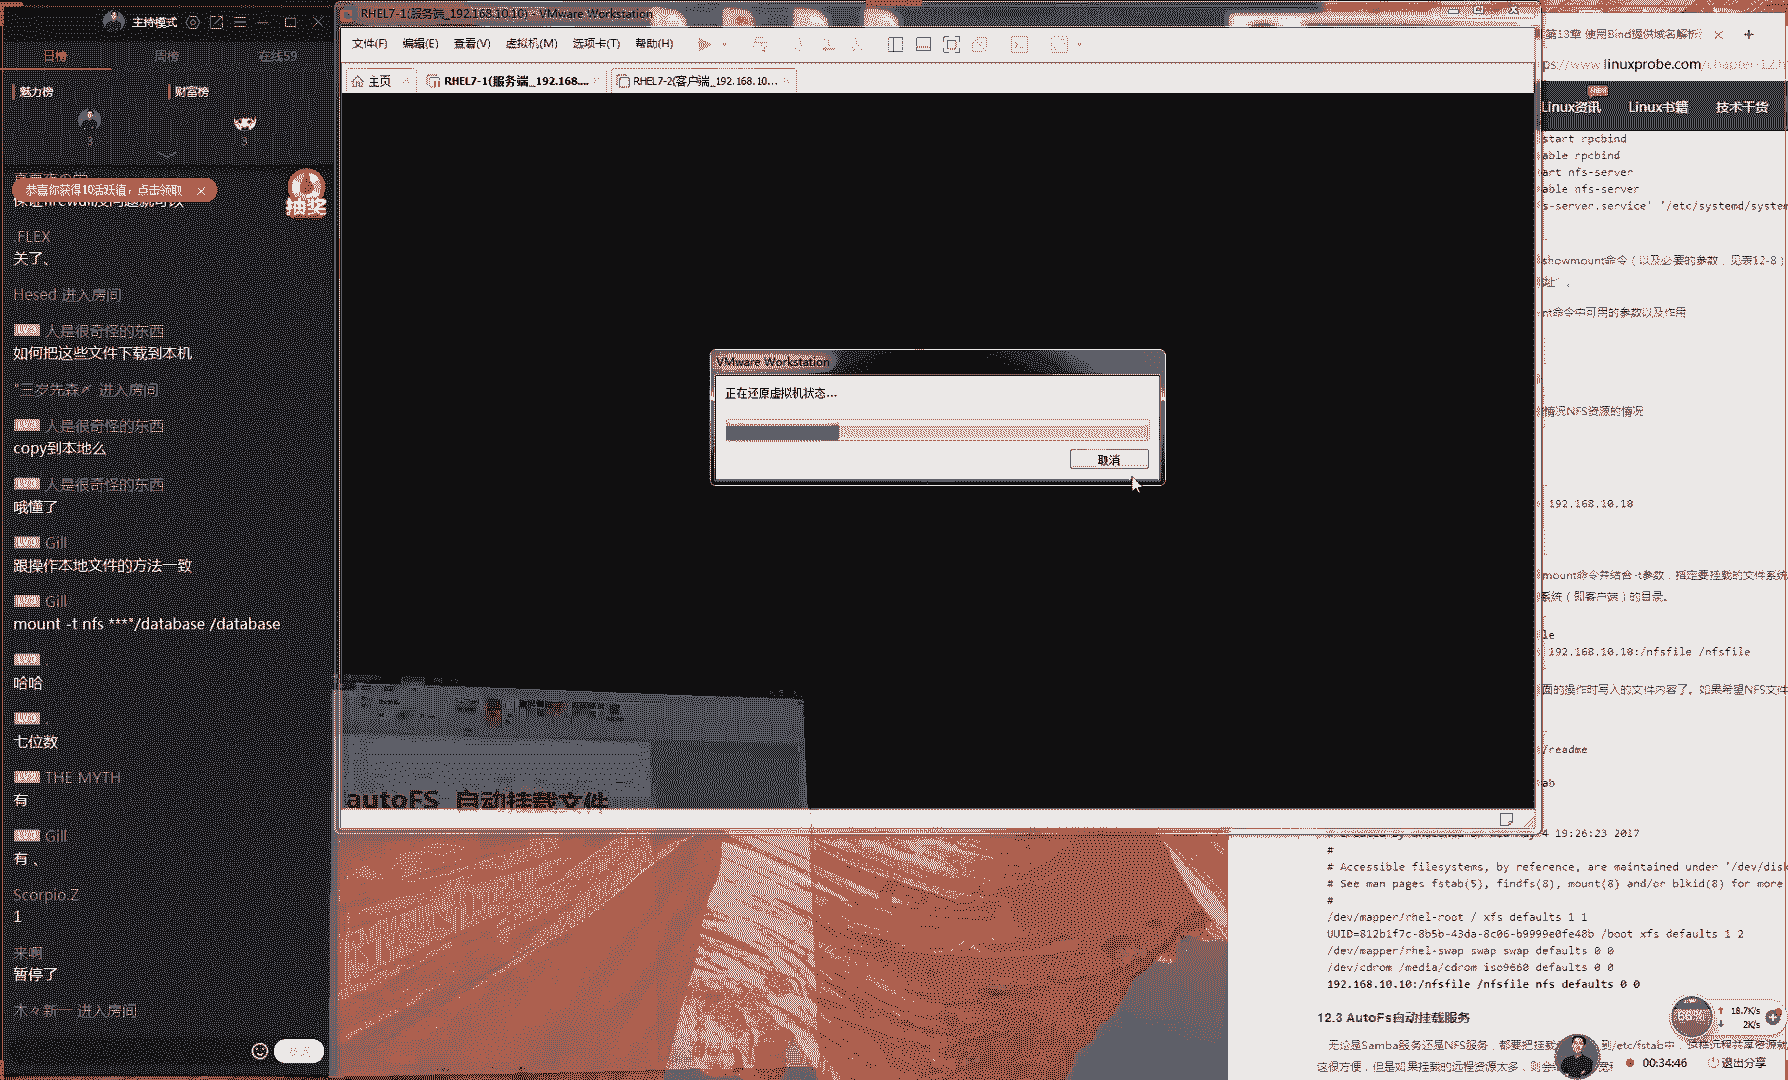 主持模式
日榜
周榜
在线59
魅力榜
财富榜
3
3
恭喜你获得10活跃值，点击领取
抽奖
.FLEX
关了、
Hesed 进入房间
人是很奇怪的东西
如何把这些文件下载到本机
进入房间
人是很奇怪的东西
copy到本地么
人是很奇怪的东西
哦懂了
Gill
跟操作本地文件的方法一致
Gill
mount -t nfs ****/database /database
哈哈
七位数
THE MYTH
有
Gill
有 、
Scorpio.Z
1
来啊
暂停了
进入房间
RHEL7-1(服务端_192.168.10.10) - VMware Workstation
文件(F)
编辑(E)
查看(V)
虚拟机(M)
选项卡(T)
帮助(H)
主页
RHEL7-1(服务端_192.168....
RHEL7-2(客户端_192.168.10...
VMware Workstation
正在还原虚拟机状态...
取消
autoFS 自动挂载文件
第13章 使用Bind提供域名解析
ps://www.linuxprobe.com/chapter-12.h
Linux资讯
Linux书籍
技术干货
start rpcbind
able rpcbind
art nfs-server
able nfs-server
s-server.service' '/etc/systemd/system
showmount命令（以及必要的参数，见表12-8）
址”。
nt命令中可用的参数以及作用
情况NFS资源的情况
192.168.10.10
mount命令并结合-t参数，指定要挂载的文件系统
系统（即客户端）的目录。
le
192.168.10.10:/nfsfile /nfsfile
面的操作时写入的文件内容了。如果希望NFS文件
/readme
ab
4 19:26:23 2017
#
# Accessible filesystems, by reference, are maintained under '/dev/disk
# See man pages fstab(5), findfs(8), mount(8) and/or blkid(8) for more
#
/dev/mapper/rhel-root / xfs defaults 1 1
UUID=812b1f7c-8b5b-43da-8c06-b9999e0fe48b /boot xfs defaults 1 2
/dev/mapper/rhel-swap swap swap defaults 0 0
/dev/cdrom /media/cdrom iso9660 defaults 0 0
192.168.10.10:/nfsfile /nfsfile nfs defaults 0 0
12.3 AutoFs自动挂载服务
无论是Samba服务还是NFS服务，都要把挂载
到/etc/fstab中，这样远程共享资源就
这很方便，但是如果挂载的远程资源太多，则会
66%
18.7K/s
2K/s
00:34:46
退出分享